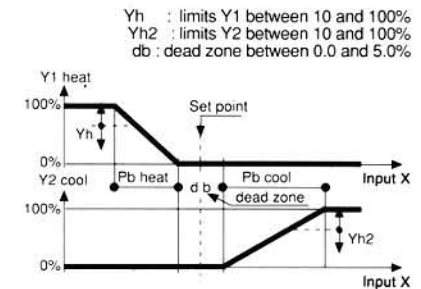 Yh : limits Y1 between 10 and 100%
Yh2 : limits Y2 between 10 and 100%
db : dead zone between 0.0 and 5.0%
Y1 heat
100%
Set point
Yh
0%
Pb heat
d b
Pb cool
Input X
Y2 cool
dead zone
100%
Yh2
0%
Input X